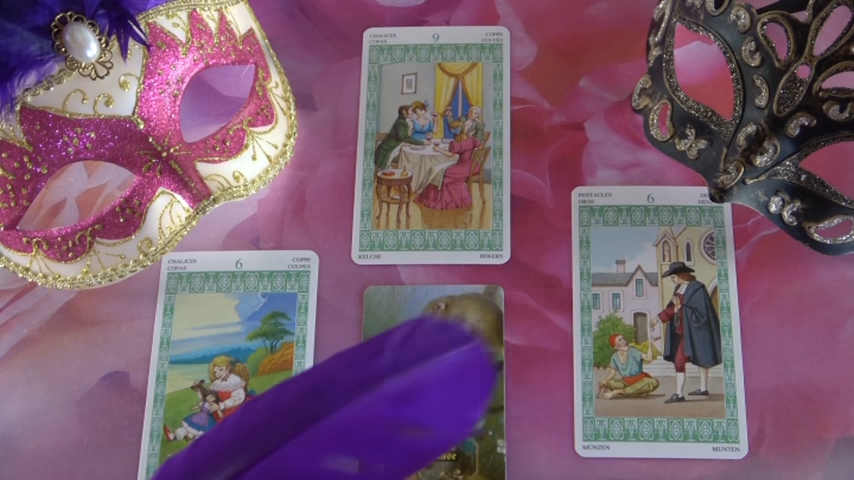 CHALICES 9 COPPE
COPAS COUPES
KELCHE BEKERS
PENTACLES 6
OROS
MÜNZEN MUNTEN
CHALICES 6 COPPE
COPAS COUPES